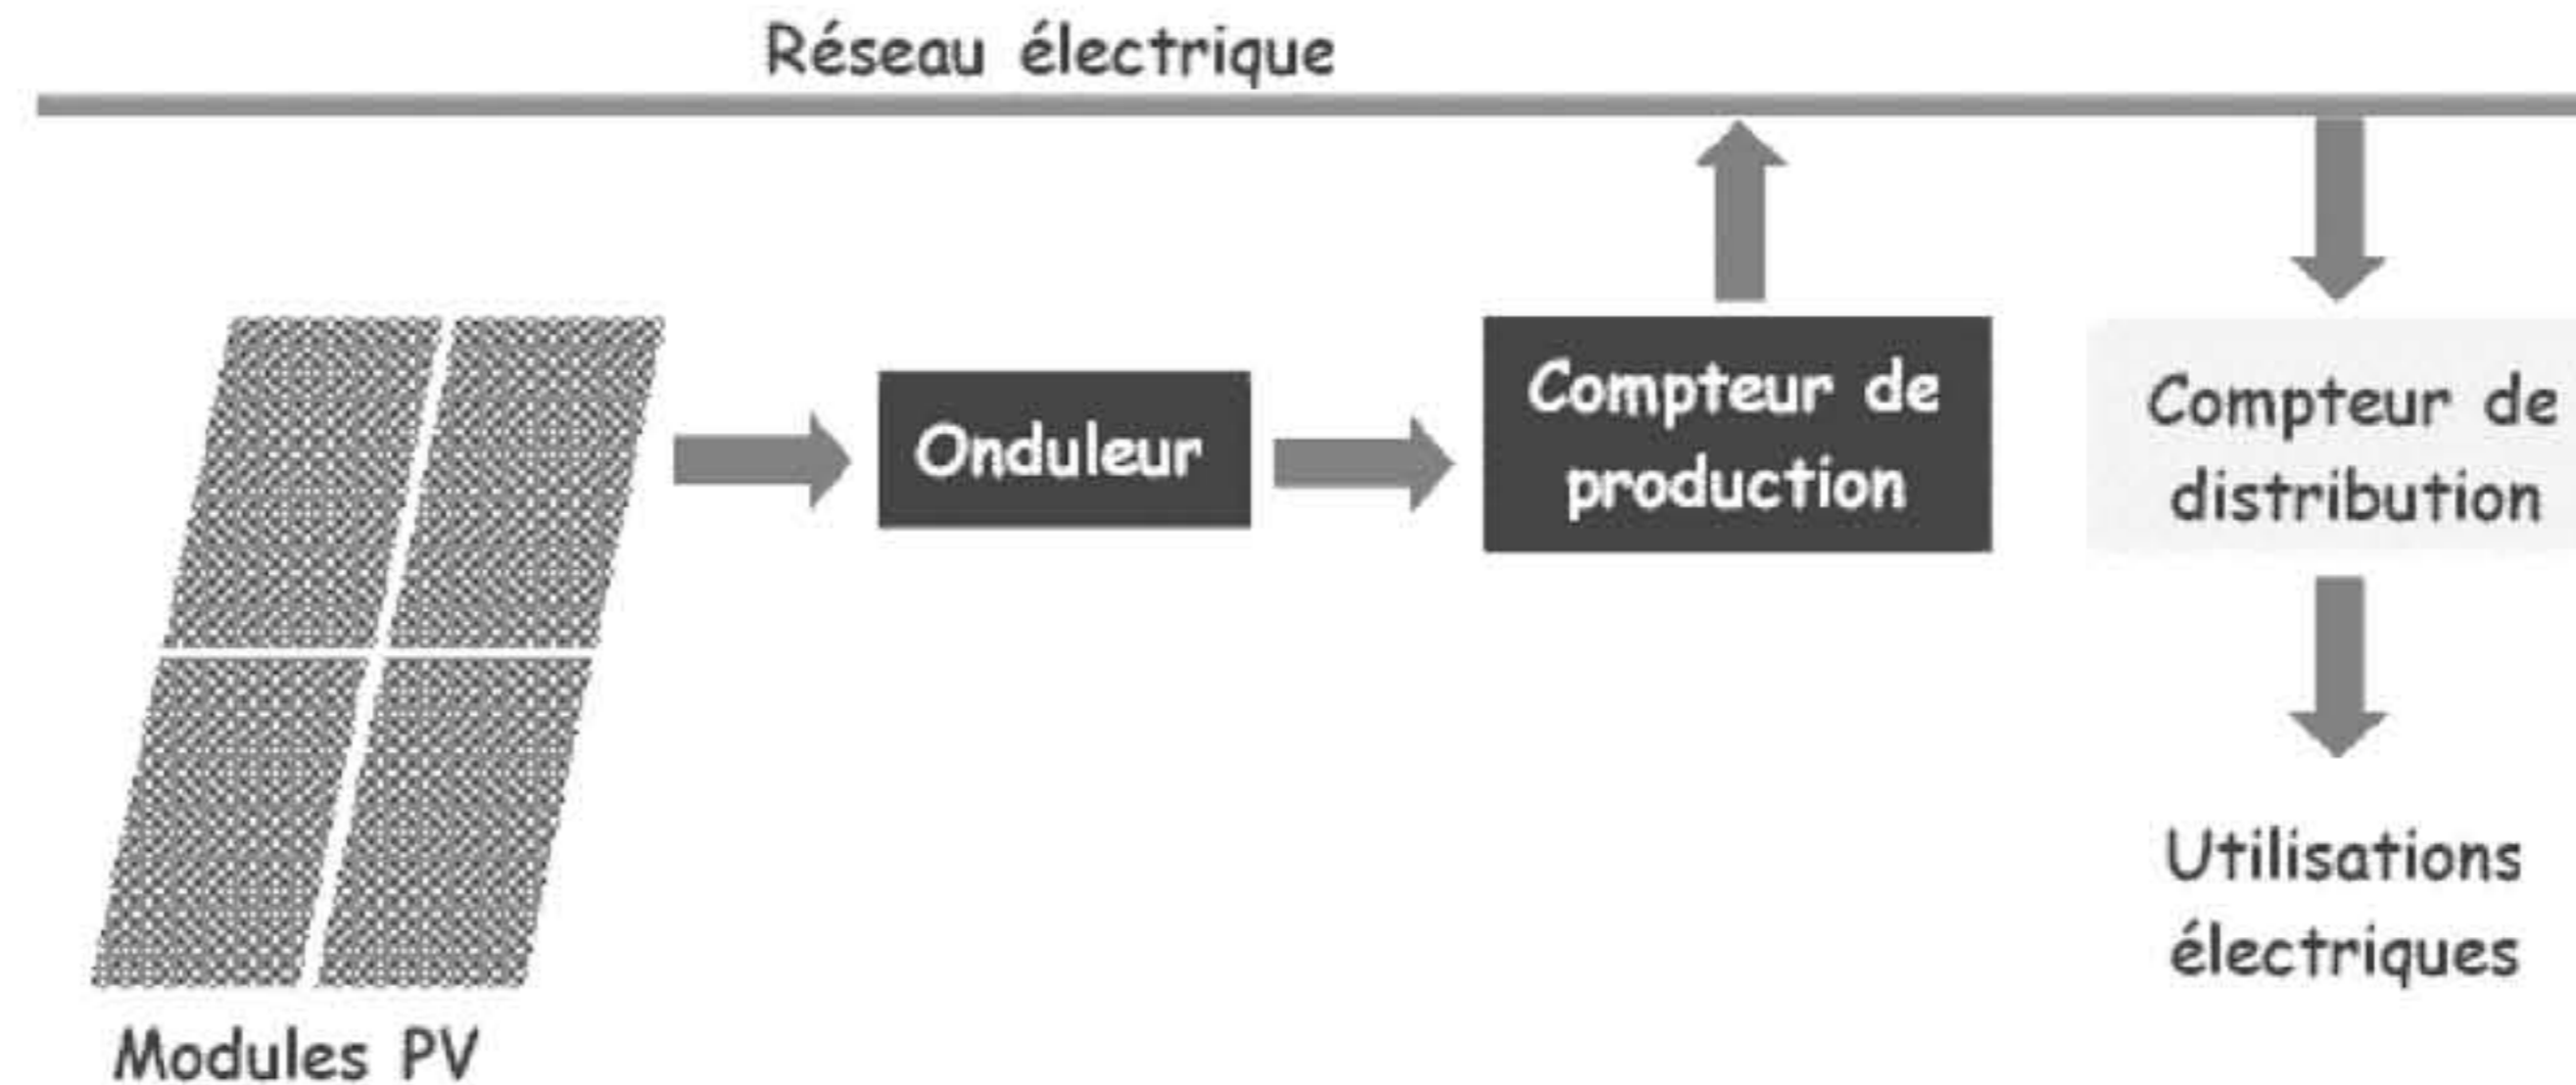 Réseau électrique
Onduleur
Compteur de
production
Compteur de
distribution
Utilisations
électriques
Modules PV